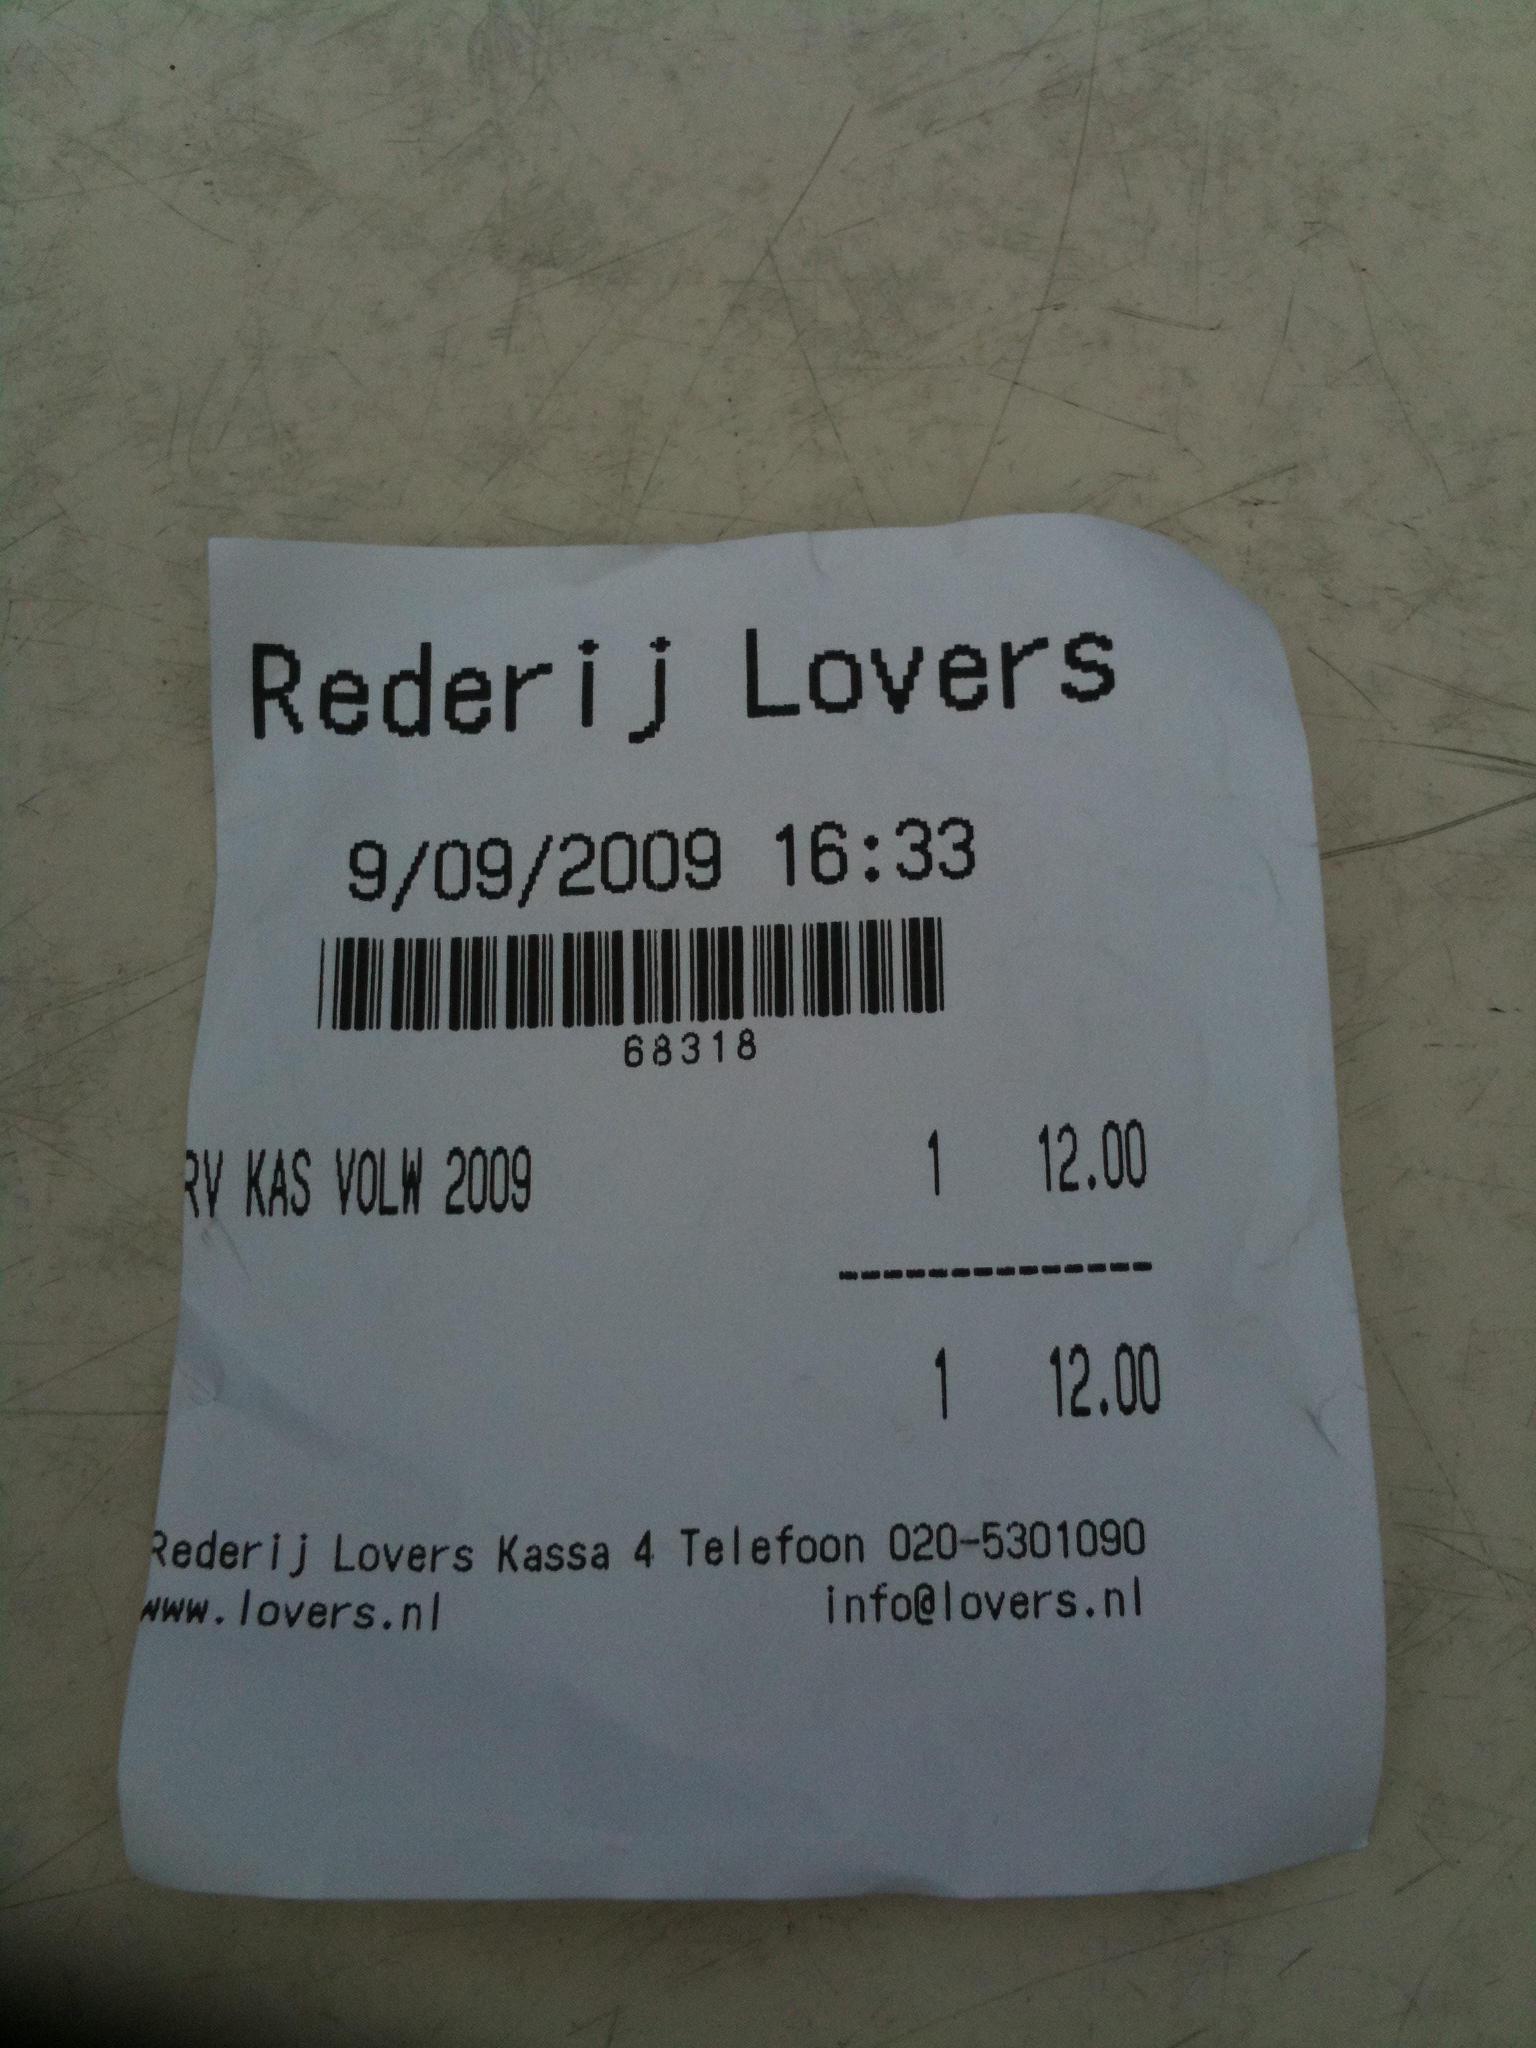 Rederij Lovers
9/09/2009 16:33
68318
RV KAS VOLW 2009 1 12.00
-------------
1 12.00
Rederij Lovers Kassa 4 Telefoon 020-5301090
www.lovers.nl info@lovers.nl